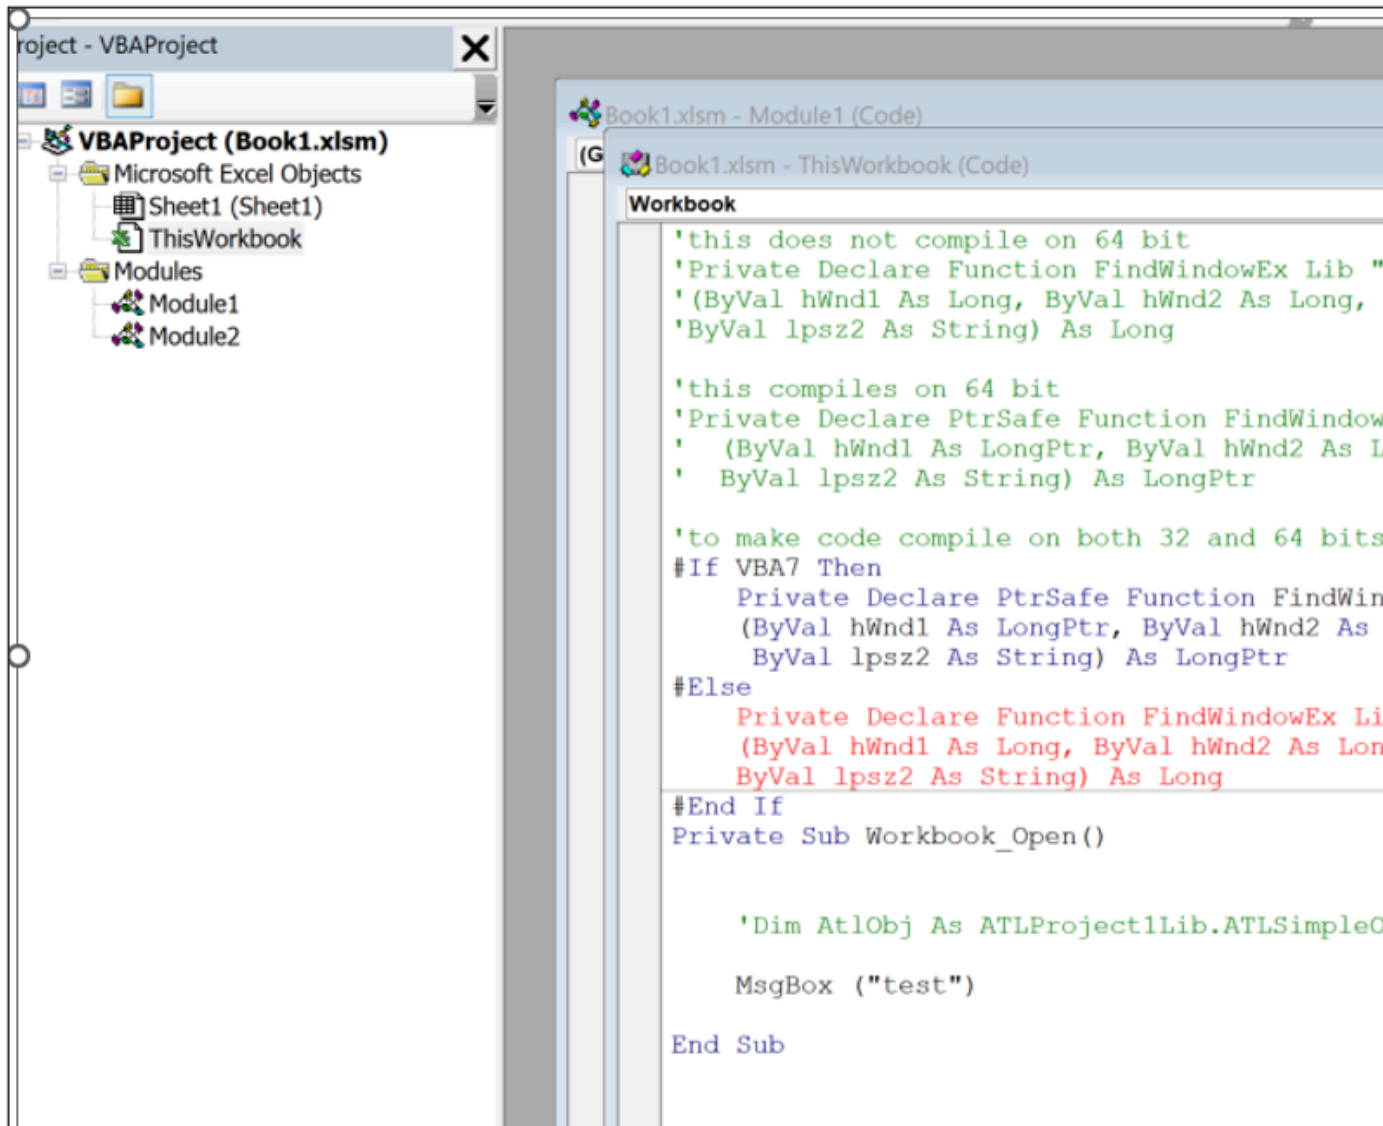 roject - VBAProject
VBAProject (Book1.xlsm)
Microsoft Excel Objects
Sheet1 (Sheet1)
ThisWorkbook
Modules
Module1
Module2
Book1.xlsm - Module1 (Code)
(G
Book1.xlsm - ThisWorkbook (Code)
Workbook
'this does not compile on 64 bit
'Private Declare Function FindWindowEx Lib "
'(ByVal hWnd1 As Long, ByVal hWnd2 As Long,
'ByVal lpsz2 As String) As Long
'this compiles on 64 bit
'Private Declare PtrSafe Function FindWindow
'  (ByVal hWnd1 As LongPtr, ByVal hWnd2 As L
'  ByVal lpsz2 As String) As LongPtr
'to make code compile on both 32 and 64 bits
#If VBA7 Then
Private Declare PtrSafe Function FindWin
(ByVal hWnd1 As LongPtr, ByVal hWnd2 As
ByVal lpsz2 As String) As LongPtr
#Else
Private Declare Function FindWindowEx Li
(ByVal hWnd1 As Long, ByVal hWnd2 As Lon
ByVal lpsz2 As String) As Long
#End If
Private Sub Workbook_Open()
'Dim AtlObj As ATLProject1Lib.ATLSimpleO
MsgBox ("test")
End Sub